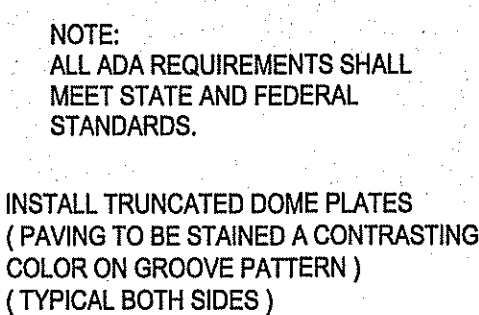 NOTE:
ALL ADA REQUIREMENTS SHALL
MEET STATE AND FEDERAL
STANDARDS.
INSTALL TRUNCATED DOME PLATES
( PAVING TO BE STAINED A CONTRASTING
COLOR ON GROOVE PATTERN )
( TYPICAL BOTH SIDES )